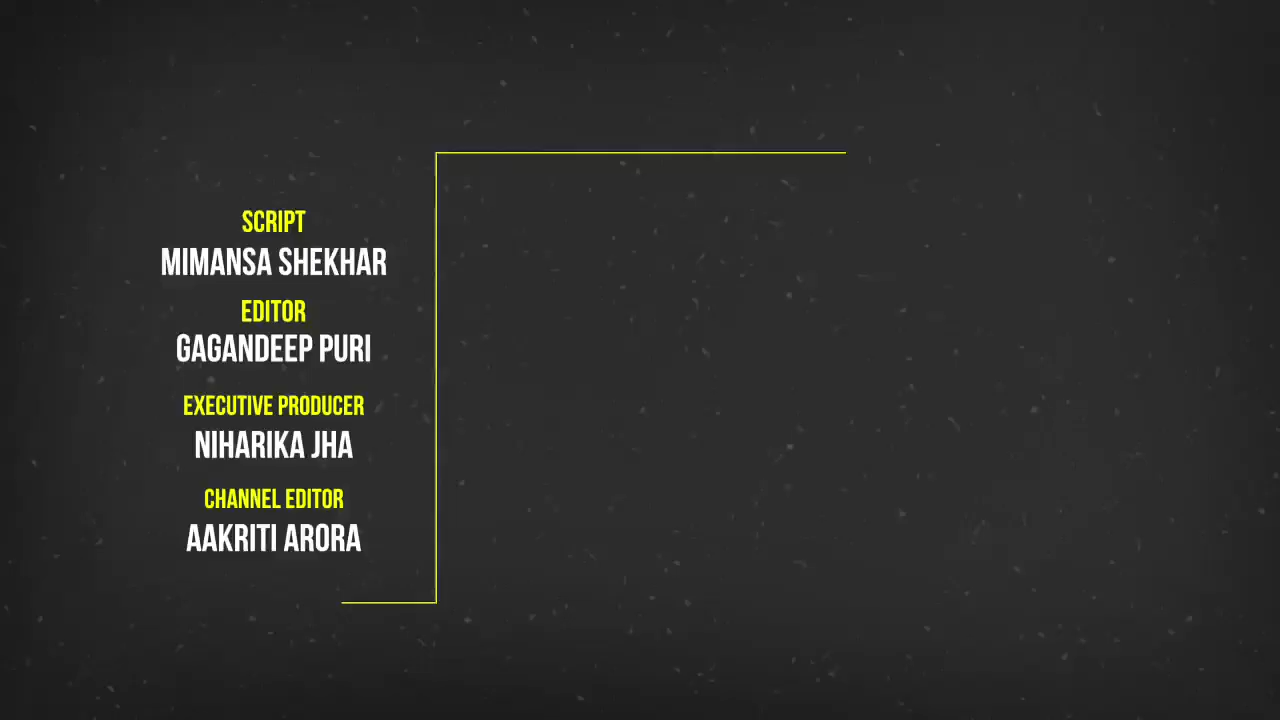 SCRIPT
MIMANSA SHEKHAR
EDITOR
GAGANDEEP PURI
EXECUTIVE PRODUCER
NIHARIKA JHA
CHANNEL EDITOR
AAKRITI ARORA